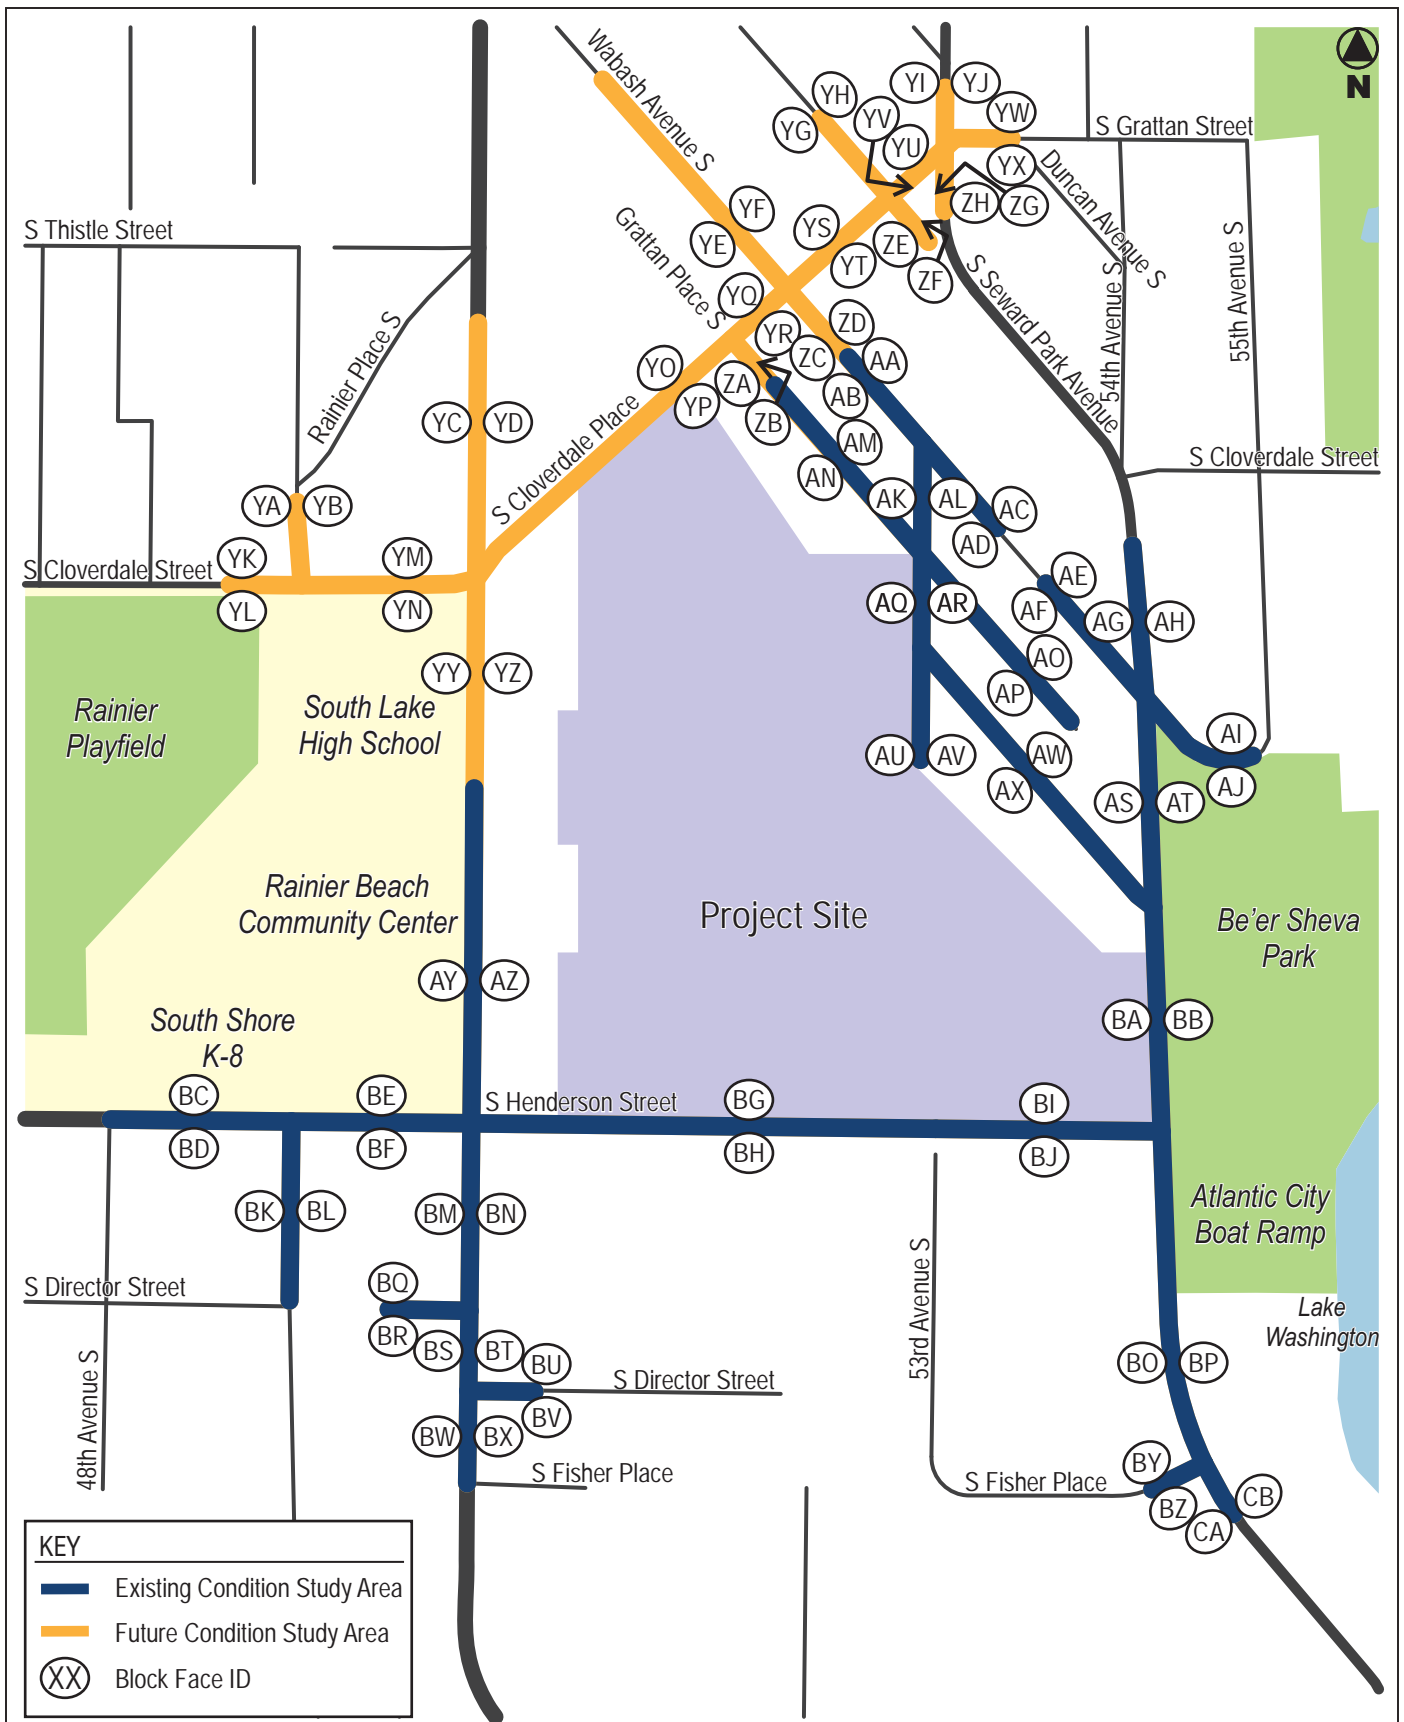 Wabash Avenue S
YH
YI
YJ
N
YG
YV
YW
S Grattan Street
YU
YX
Duncan Avenue S
ZH
ZG
S Thistle Street
YF
Grattan Place S
YE
YS
ZE
YT
ZF
S Seward Park Avenue
54th Avenue S
55th Avenue S
YQ
Rainier Place S
YR
ZD
ZC
AA
YO
ZA
YP
ZB
AB
YC
YD
AM
S Cloverdale Place
AN
S Cloverdale Street
YA
YB
AK
AL
AC
AD
YK
YM
S Cloverdale Street
YL
YN
AE
AQ
AR
AF
AG
AH
YY
YZ
AO
AP
Rainier
Playfield
South Lake
High School
AI
AU
AV
AW
AX
AJ
AS
AT
Rainier Beach
Community Center
Project Site
Be'er Sheva
Park
AY
AZ
South Shore
K-8
BA
BB
BC
BE
S Henderson Street
BG
BI
BD
BF
BH
BJ
BK
BL
BM
BN
Atlantic City
Boat Ramp
S Director Street
BQ
53rd Avenue S
Lake
Washington
BR
BS
BT
BU
BO
BP
48th Avenue S
S Director Street
BV
BW
BX
S Fisher Place
BY
S Fisher Place
BZ
CB
CA
KEY
Existing Condition Study Area
Future Condition Study Area
XX
Block Face ID